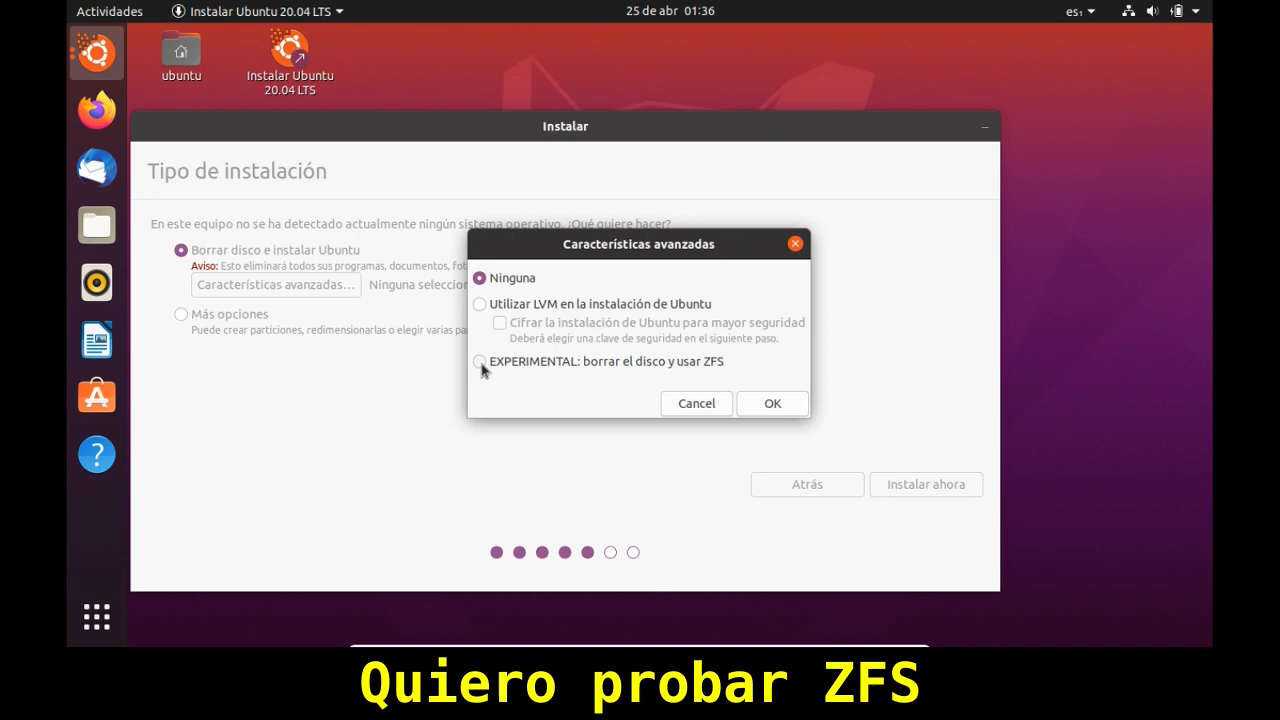 Actividades
Instalar Ubuntu 20.04 LTS
25 de abr 01:36
es₁
ubuntu
Instalar Ubuntu
20.04 LTS
Instalar
Tipo de instalación
En este equipo no se ha detectado actualmente ningún sistema operativo. ¿Qué quiere hacer?
Borrar disco e instalar Ubuntu
Aviso: Esto eliminará todos sus programas, documentos, fot
Características avanzadas...
Ninguna seleccion
Más opciones
Puede crear particiones, redimensionarlas o elegir varias pa
Características avanzadas
Ninguna
Utilizar LVM en la instalación de Ubuntu
Cifrar la instalación de Ubuntu para mayor seguridad
Deberá elegir una clave de seguridad en el siguiente paso.
EXPERIMENTAL: borrar el disco y usar ZFS
Cancel
OK
Atrás
Instalar ahora
Quiero probar ZFS